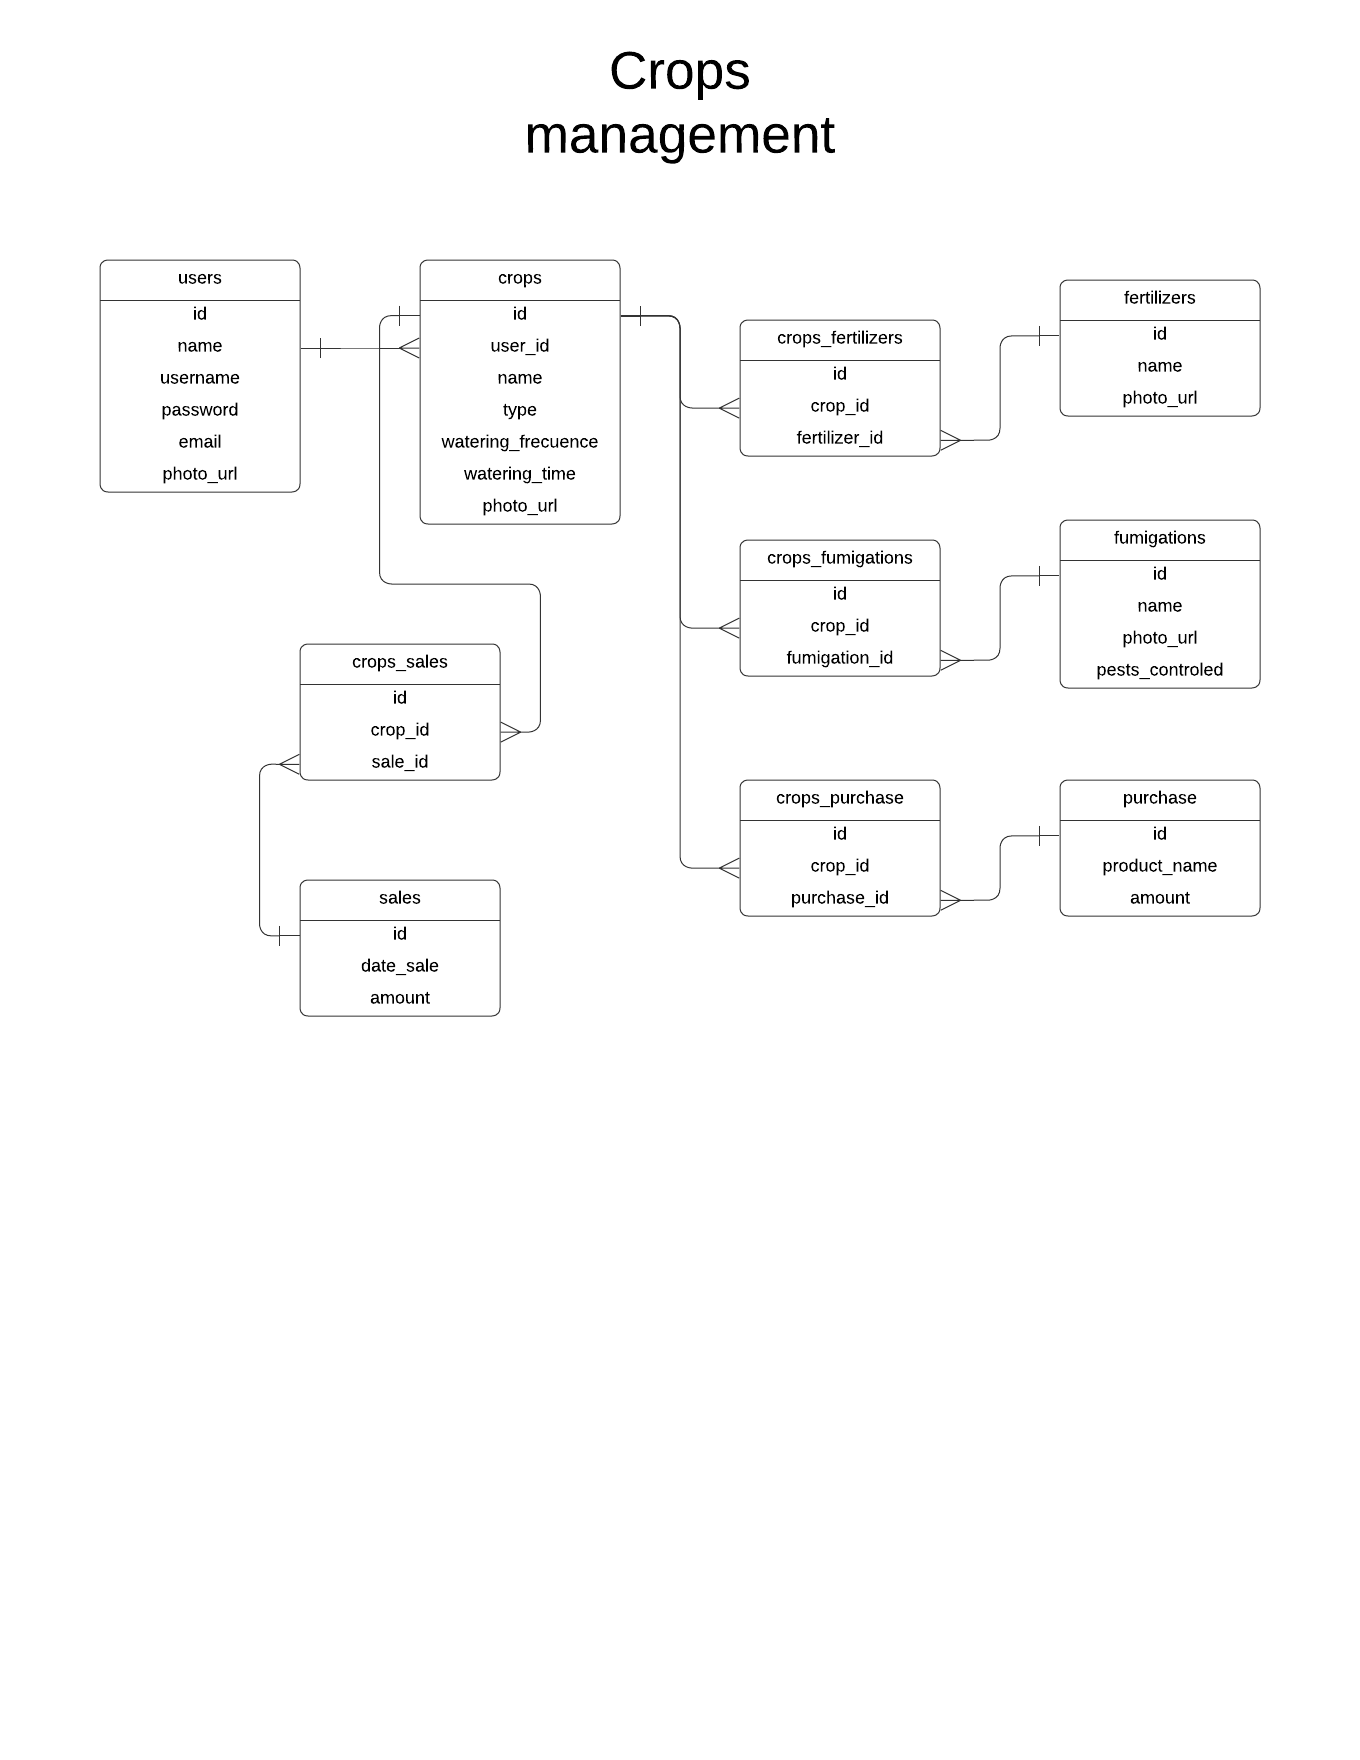 Crops
management
users
id
name
username
password
email
photo_url
crops
id
user_id
name
type
watering_frecuence
watering_time
photo_url
crops_fertilizers
id
crop_id
fertilizer_id
fertilizers
id
name
photo_url
crops_fumigations
id
crop_id
fumigation_id
fumigations
id
name
photo_url
pests_controled
crops_sales
id
crop_id
sale_id
crops_purchase
id
crop_id
purchase_id
purchase
id
product_name
amount
sales
id
date_sale
amount